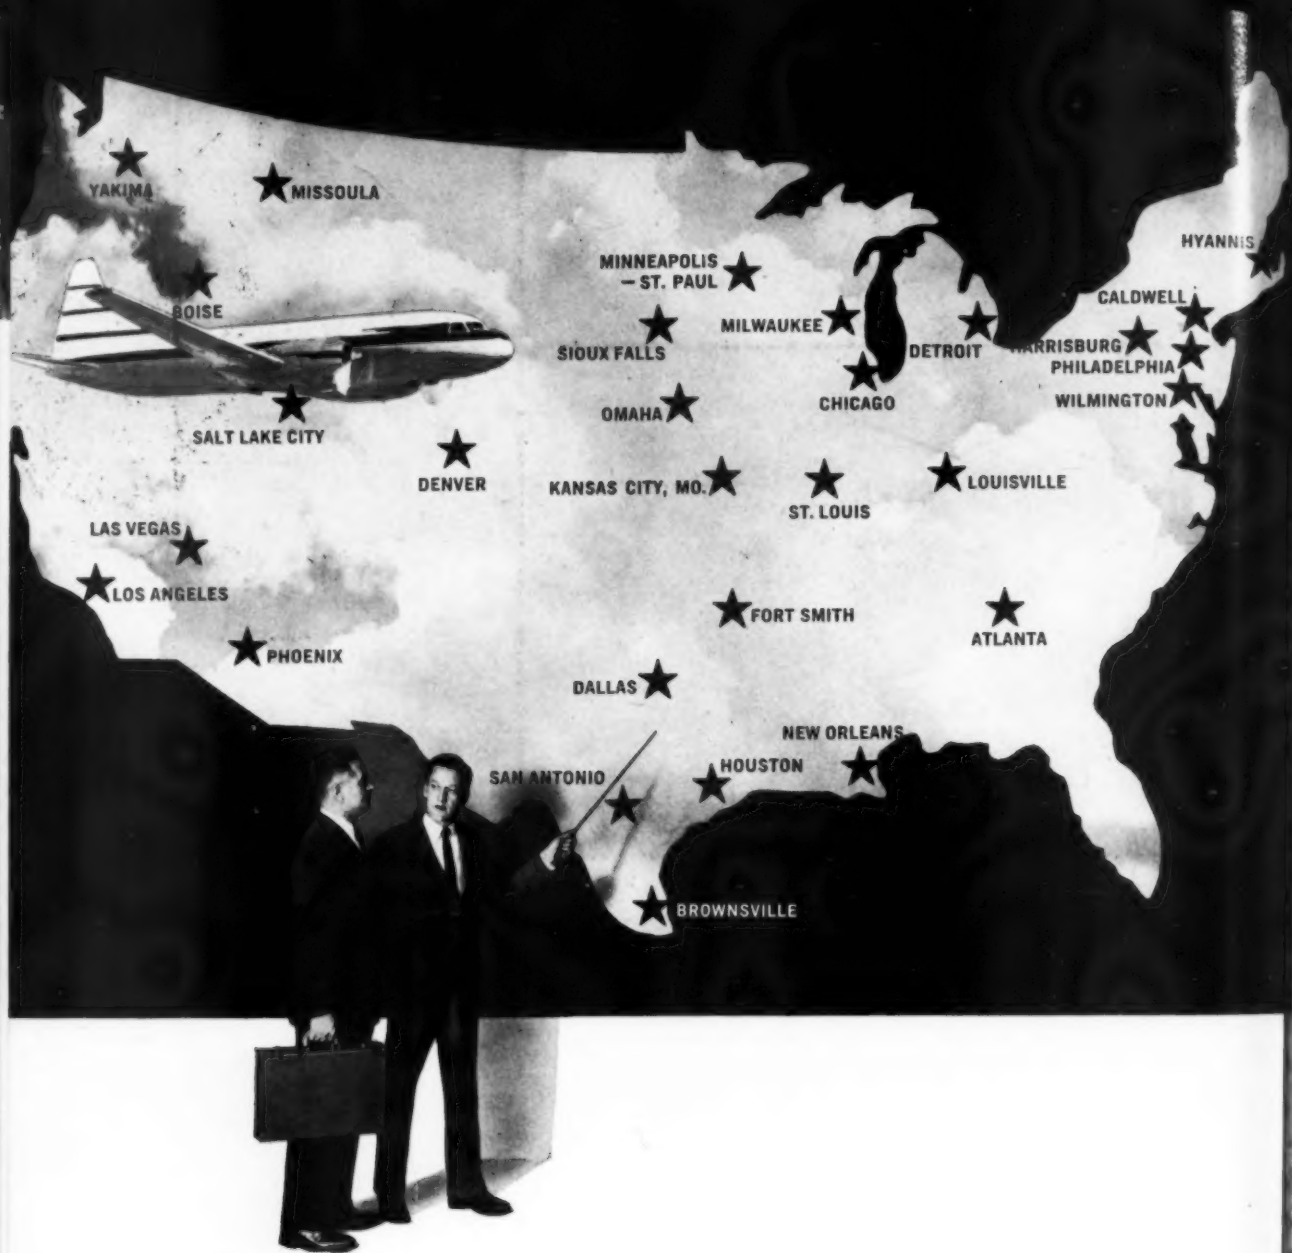 YAKIMA
MISSOULA
HYANNIS
MINNEAPOLIS
— ST. PAUL
CALDWELL
BOISE
MILWAUKEE
SIOUX FALLS
DETROIT
HARRISBURG
PHILADELPHIA
OMAHA
CHICAGO
WILMINGTON
SALT LAKE CITY
DENVER
KANSAS CITY, MO.
LOUISVILLE
ST. LOUIS
LAS VEGAS
LOS ANGELES
FORT SMITH
ATLANTA
PHOENIX
DALLAS
NEW ORLEANS
HOUSTON
SAN ANTONIO
BROWNSVILLE